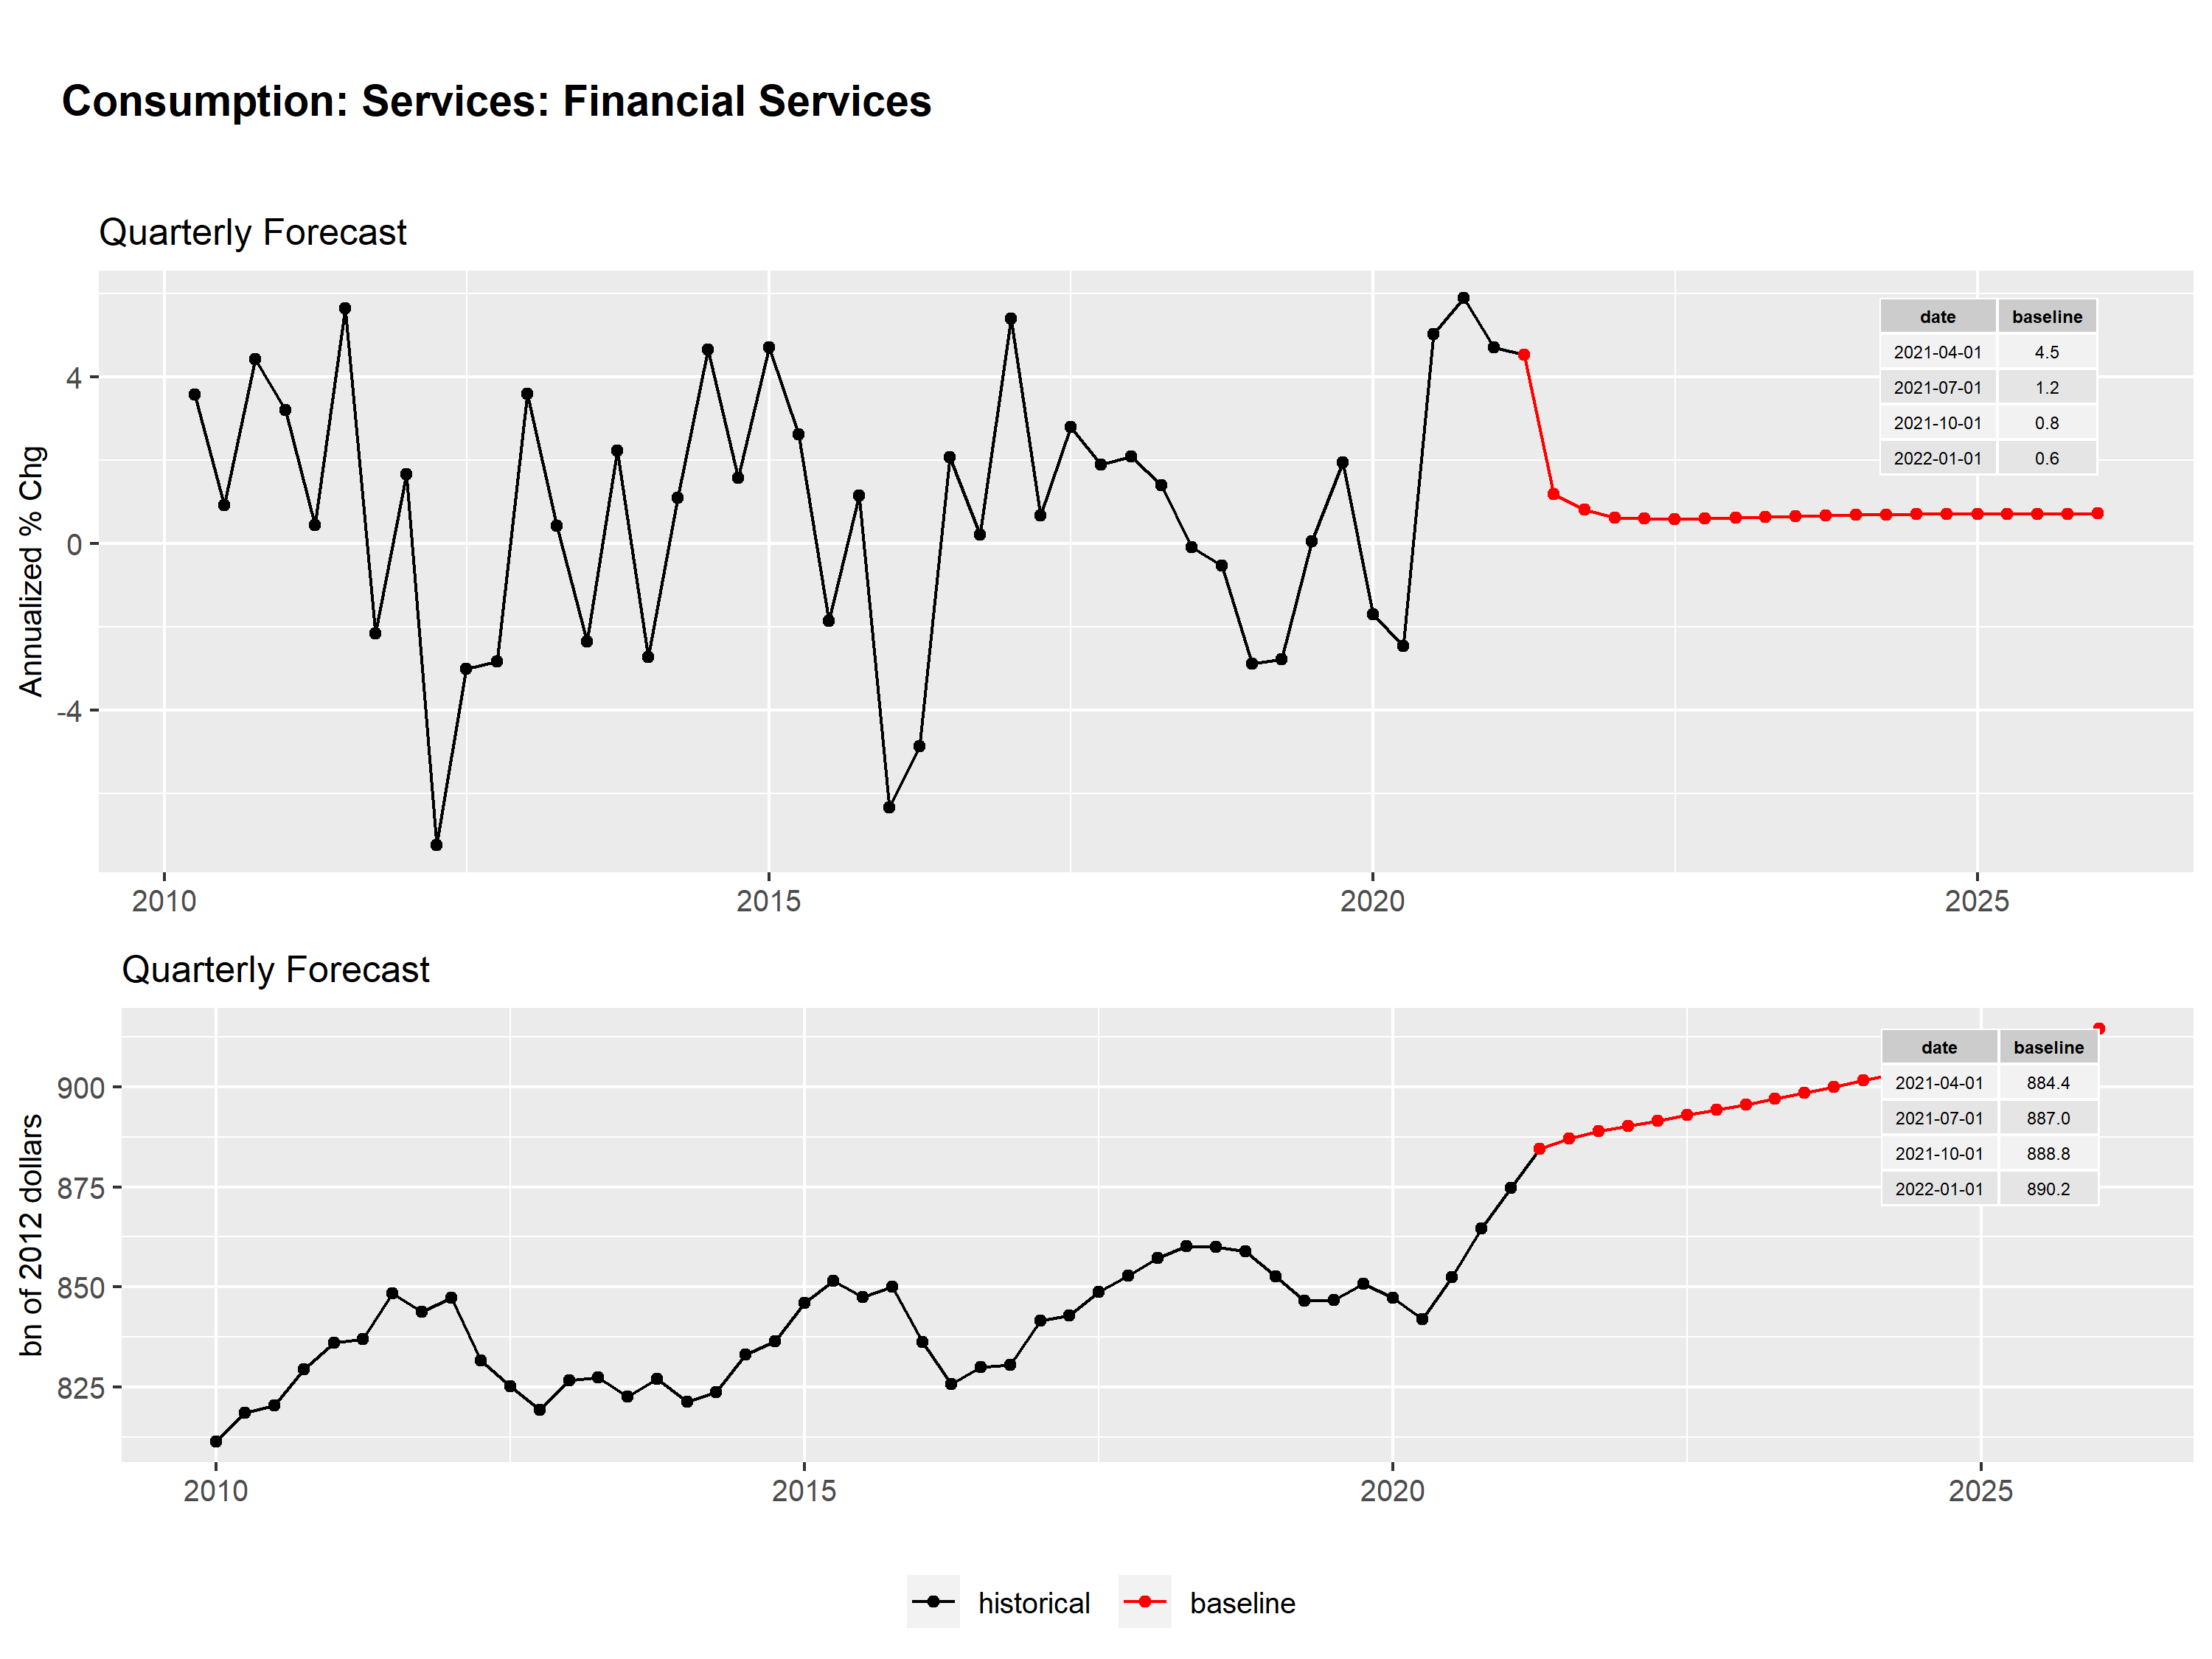 Consumption: Services: Financial Services
Quarterly Forecast
Annualized % Chg
4
0
-4
date baseline
2021-04-01 4.5
2021-07-01 1.2
2021-10-01 0.8
2022-01-01 0.6
2010 2015 2020 2025
Quarterly Forecast
bn of 2012 dollars
900
875
850
825
date baseline
2021-04-01 884.4
2021-07-01 887.0
2021-10-01 888.8
2022-01-01 890.2
2010 2015 2020 2025
historical baseline